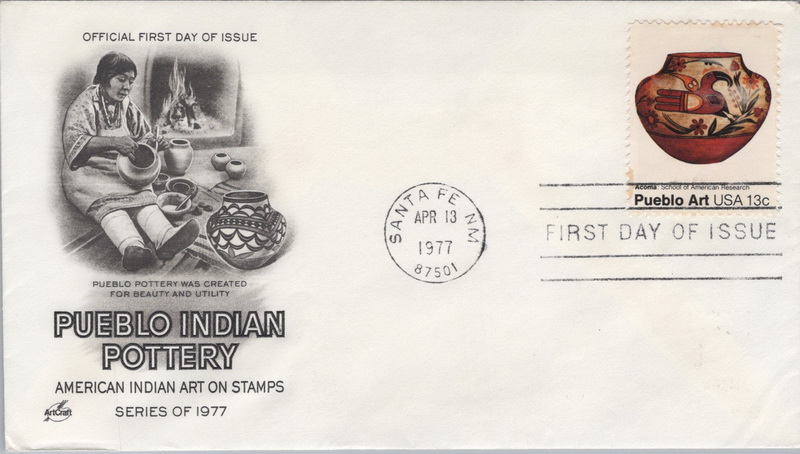 OFFICIAL FIRST DAY OF ISSUE
PUEBLO POTTERY WAS CREATED
FOR BEAUTY AND UTILITY
PUEBLO INDIAN
POTTERY
AMERICAN INDIAN ART ON STAMPS
SERIES OF 1977
ArtCraft
SANTA FE NM
APR 13
1977
87501
Acoma: School of American Research
Pueblo Art USA 13c
FIRST DAY OF ISSUE